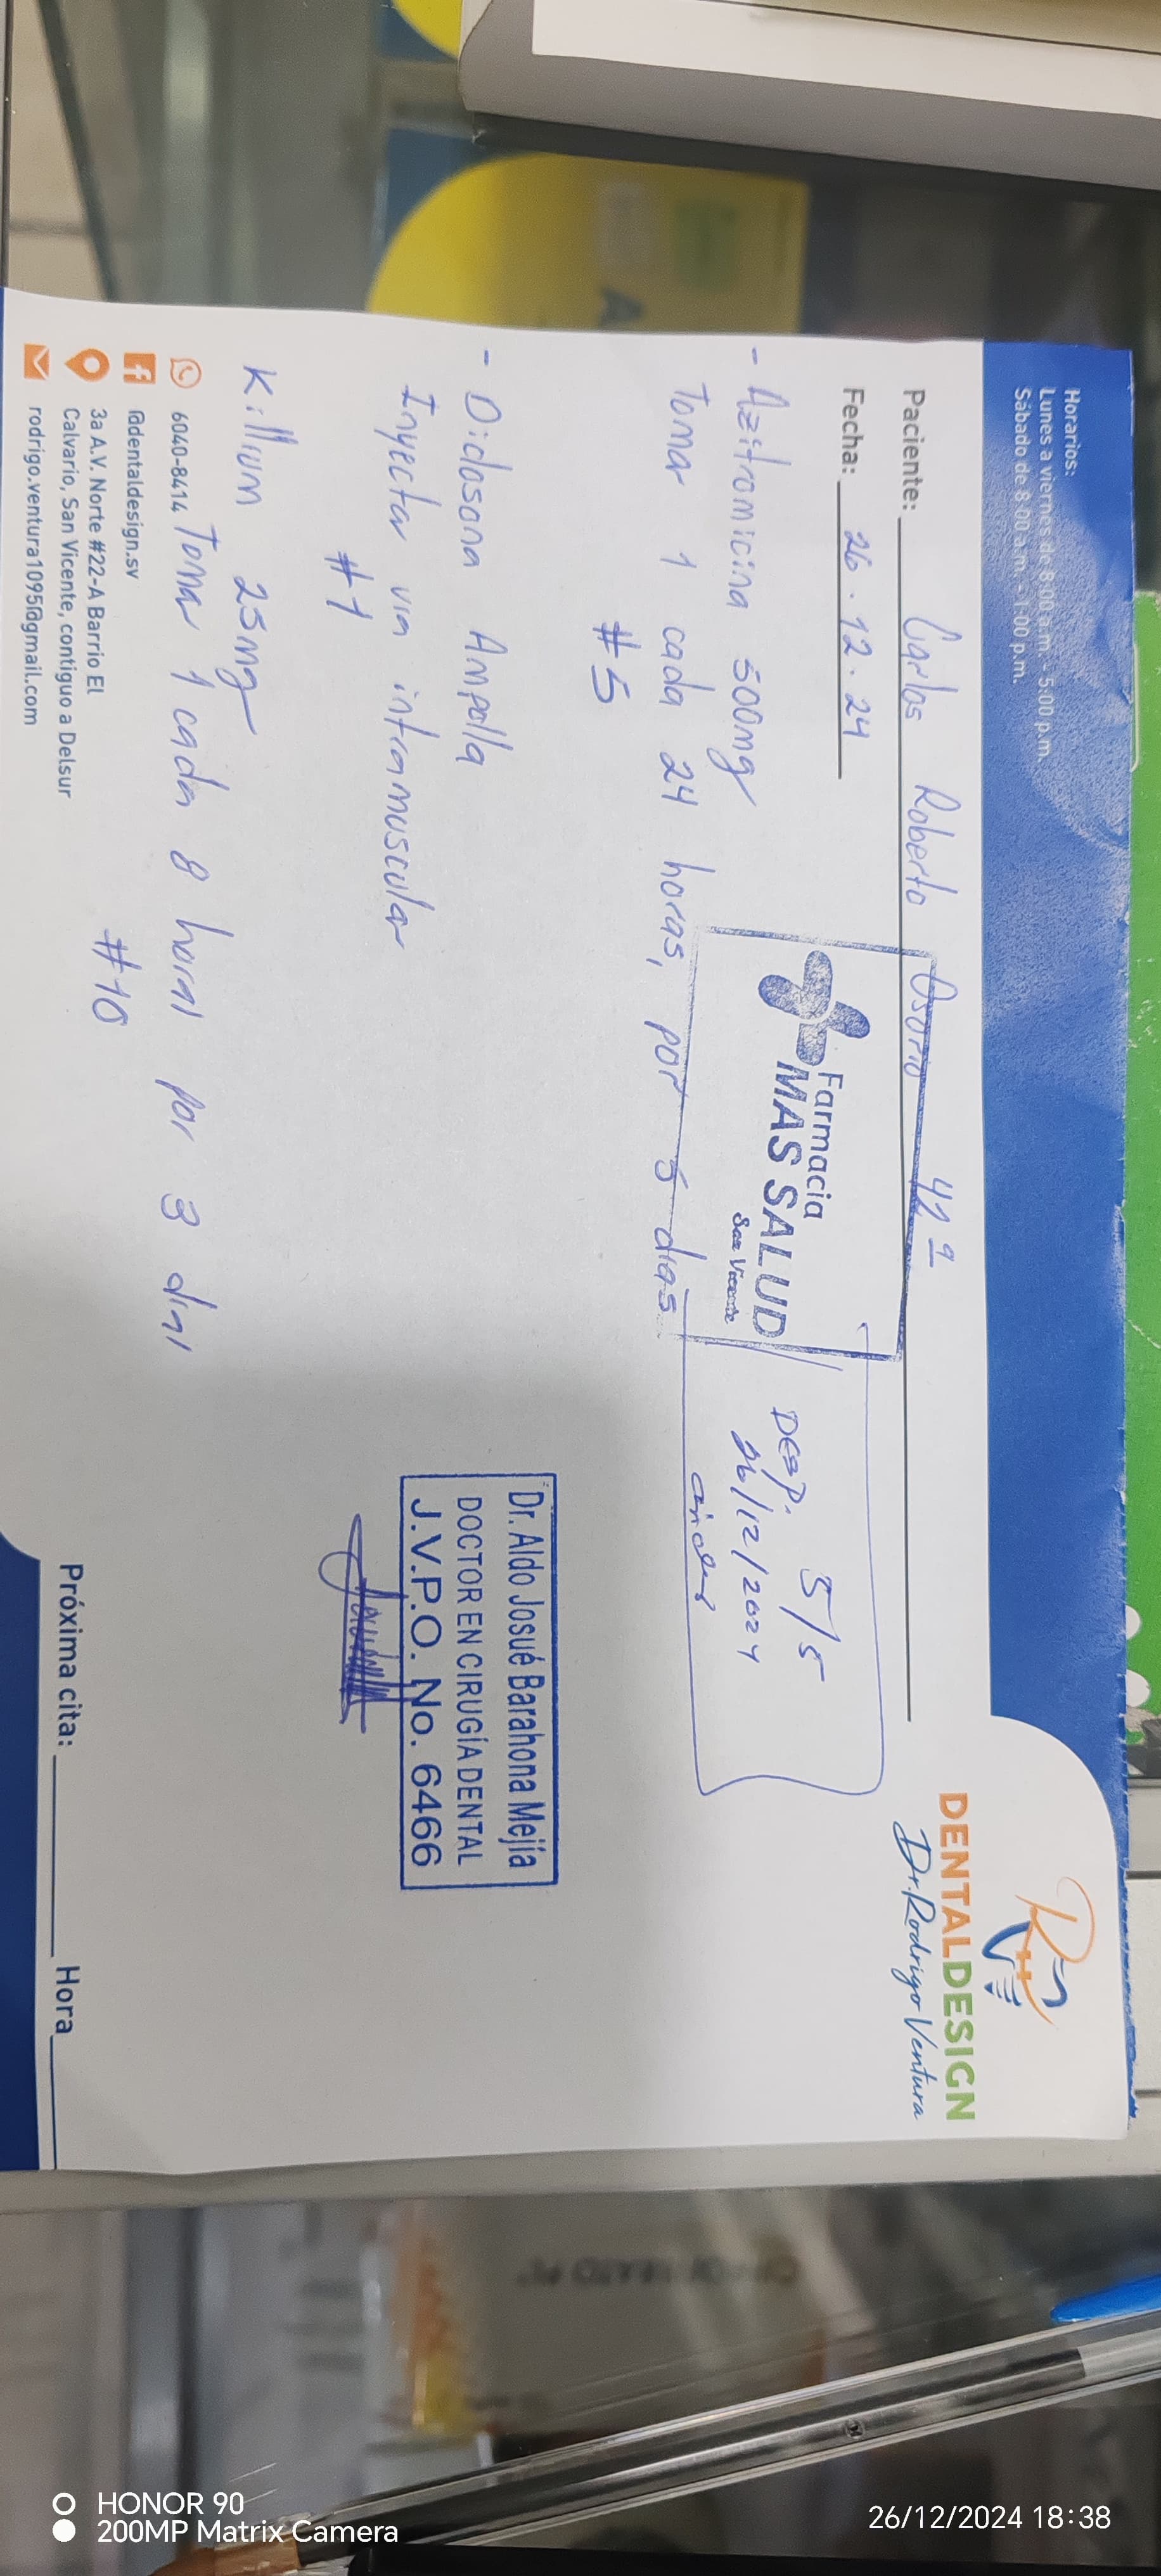 Horarios:
Lunes a viernes de 8:00 a.m. - 5:00 p.m.
Sábado de 8:00 a.m. - 1:00 p.m.
DENTALDESIGN
Dr. Rodrigo Ventura
Paciente: Carlos Roberto Osorio 42 a
Fecha: 26 . 12 . 24
Farmacia
MAS SALUD
San Vicente
DESP. 5/5
26/12/2024
- Azitromicina 500mg
Tomar 1 cada 24 horas, por 5 días.
#5
- Diclosona Ampolla
Inyectar via intramuscular
#1
Dr. Aldo Josué Barahona Mejía
DOCTOR EN CIRUGÍA DENTAL
J.V.P.O. No. 6466
Killium 25mg
Tomar 1 cada 8 horas por 3 días
#10
6040-8414
@dentaldesign.sv
3a A.V. Norte #22-A Barrio El
Calvario, San Vicente, contiguo a Delsur
rodrigo.ventura1095@gmail.com
Próxima cita: Hora
HONOR 90
200MP Matrix Camera
26/12/2024 18:38